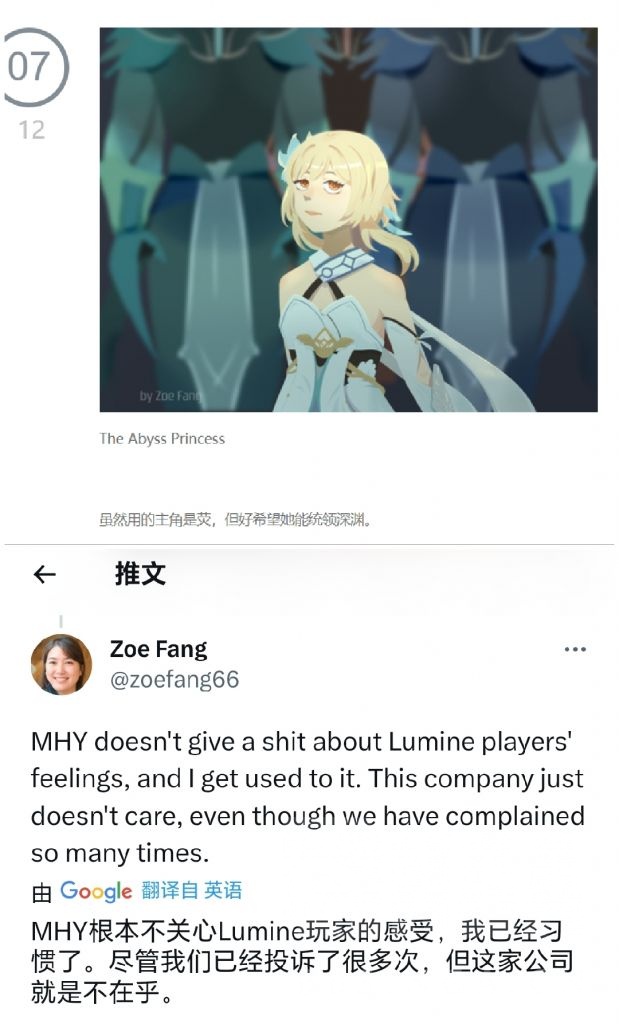 07
12
by Zoe Fang
The Abyss Princess
虽然用的主角是荧，但好希望她能统领深渊。
推文
Zoe Fang
@zoefang66
MHY doesn't give a shit about Lumine players'
feelings, and I get used to it. This company just
doesn't care, even though we have complained
so many times.
由 Google 翻译自 英语
MHY根本不关心Lumine玩家的感受，我已经习
惯了。尽管我们已经投诉了很多次，但这家公司
就是不在乎。